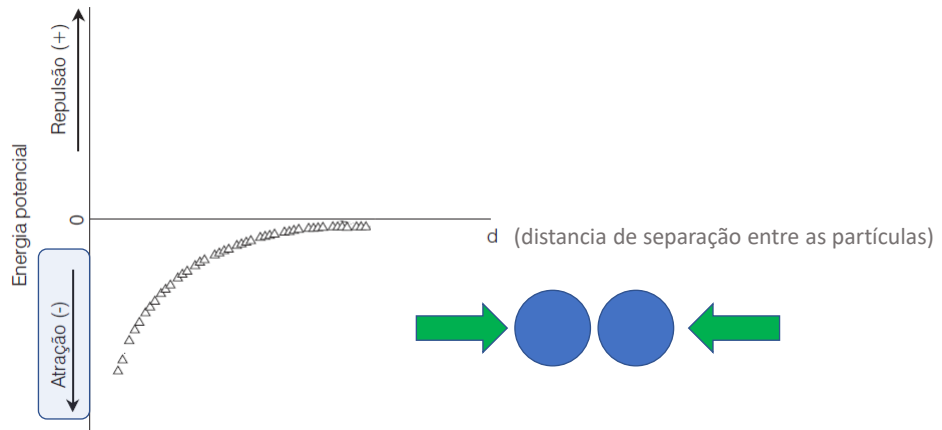 Energia potencial
Repulsão (+)
0
Atração (-)
d (distancia de separação entre as partículas)